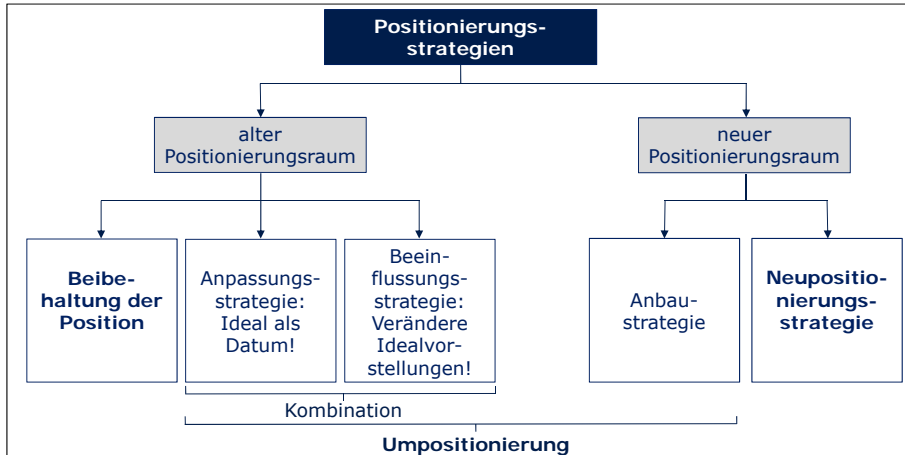 Positionierungs-
strategien
alter
Positionierungsraum
neuer
Positionierungsraum
Beibe-
haltung der
Position
Anpassungs-
strategie:
Ideal als
Datum!
Beein-
flussungs-
strategie:
Verändere
Idealvor-
stellungen!
Anbau-
strategie
Neupositio-
nierungs-
strategie
Kombination
Umpositionierung